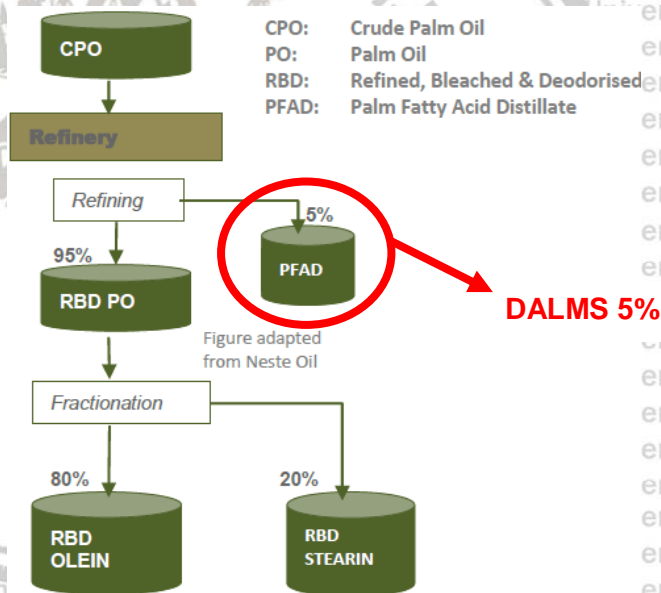 CPO
CPO: Crude Palm Oil
PO: Palm Oil
RBD: Refined, Bleached & Deodorised
PFAD: Palm Fatty Acid Distillate
Refinery
Refining
5%
95%
PFAD
RBD PO
DALMS 5%
Figure adapted
from Neste Oil
Fractionation
80%
20%
RBD
OLEIN
RBD
STEARIN